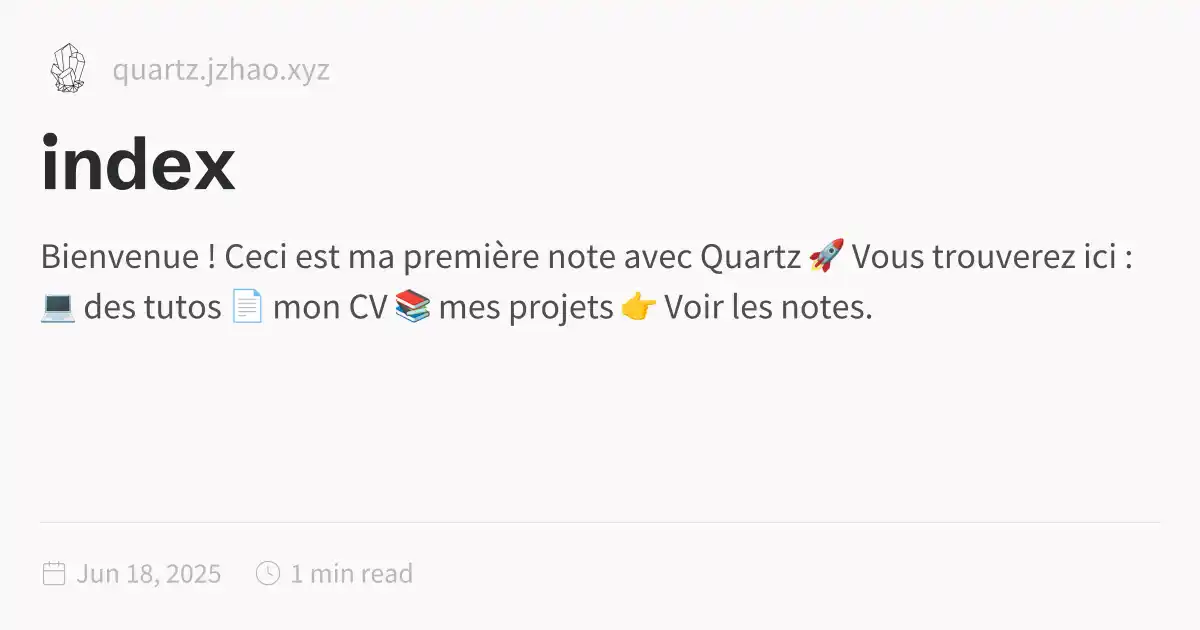 quartz.jzhao.xyz
index
Bienvenue ! Ceci est ma première note avec Quartz 🚀 Vous trouverez ici :
💻 des tutos 📄 mon CV 📚 mes projets 👉 Voir les notes.
Jun 18, 2025 1 min read